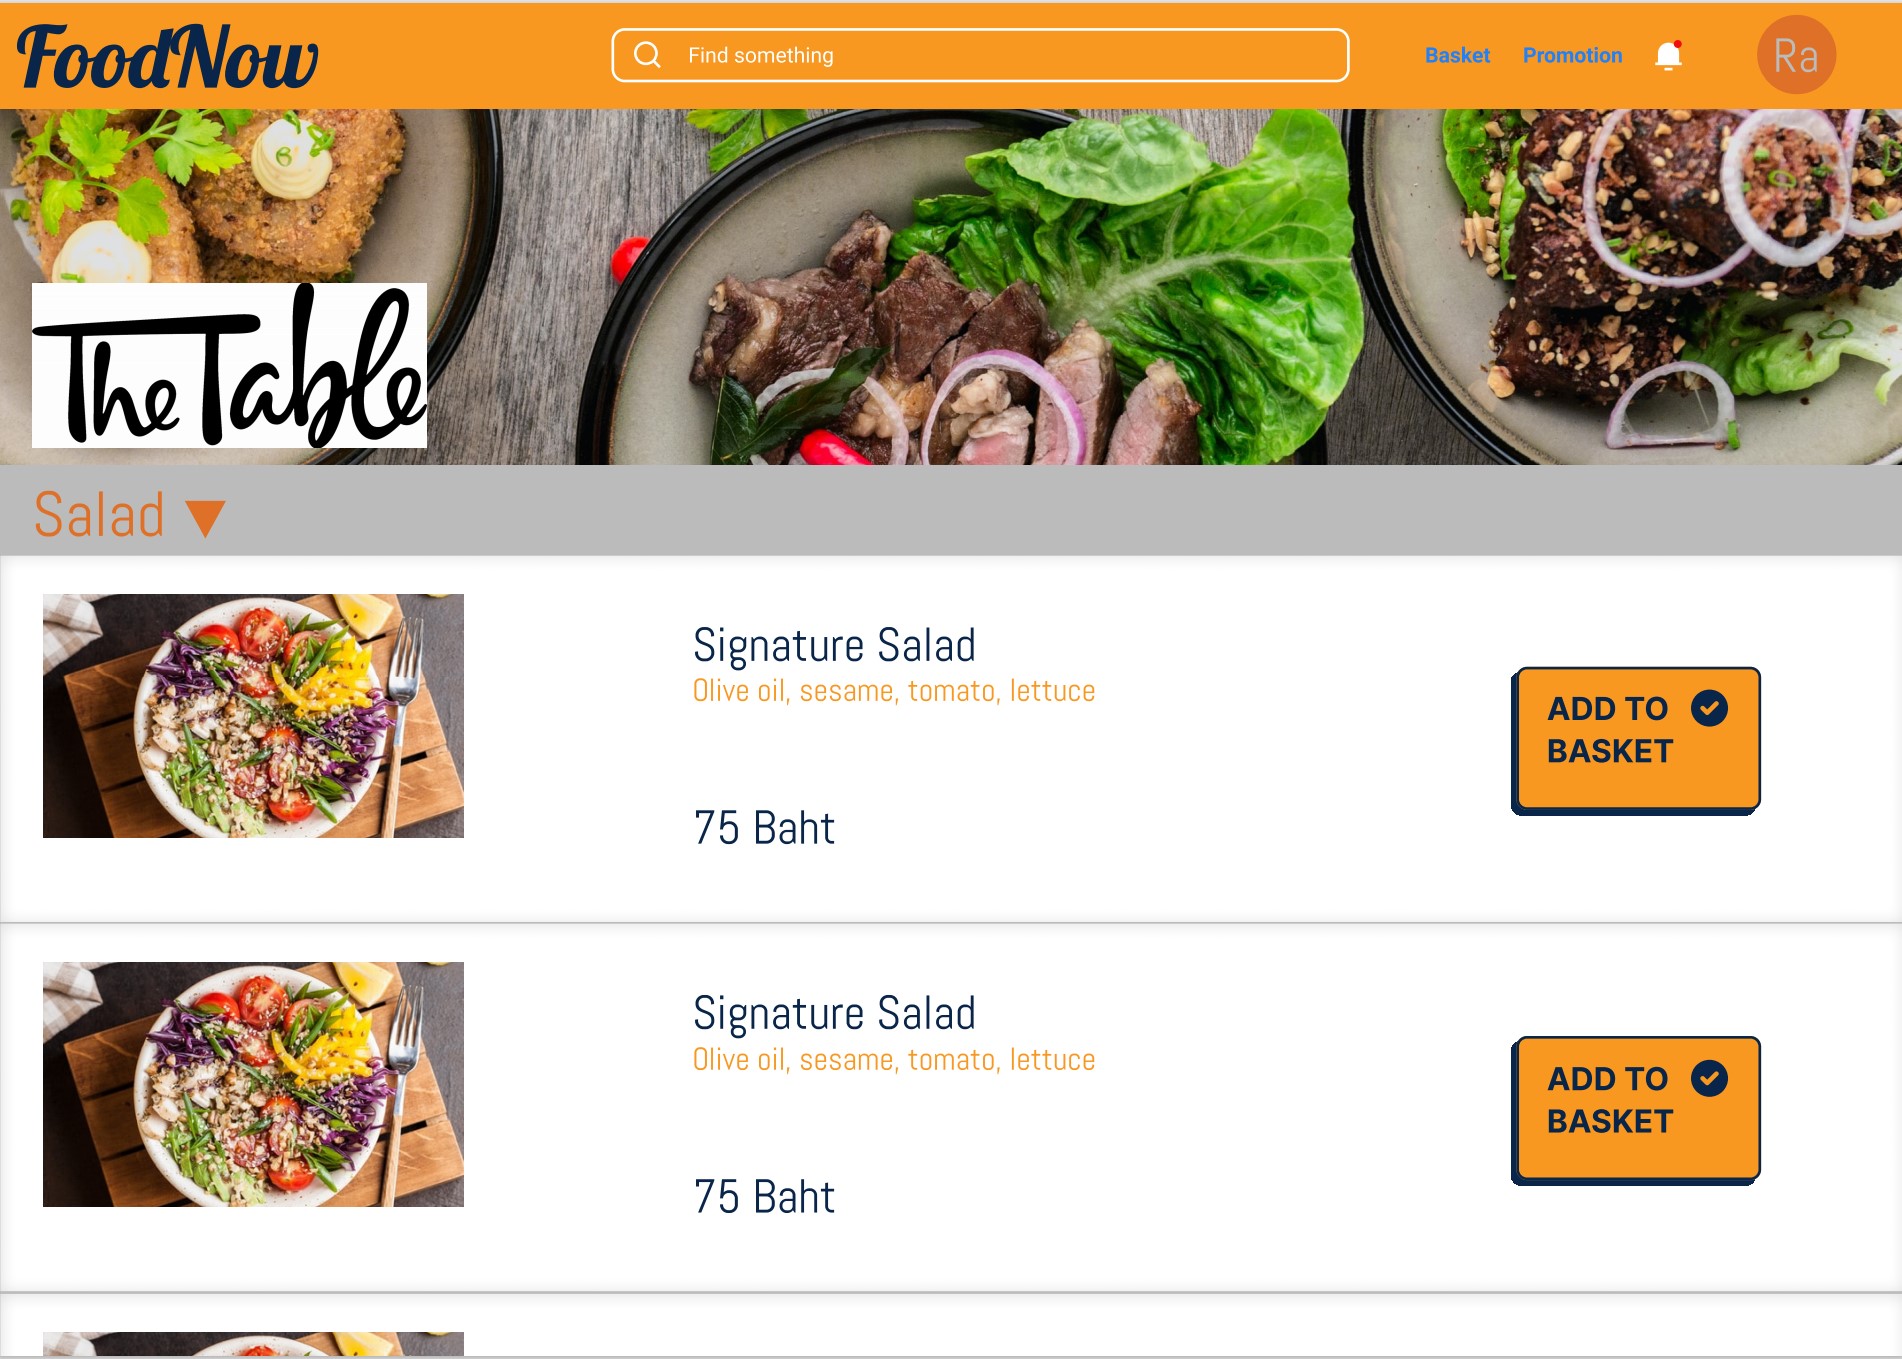 FoodNow
Find something
Basket Promotion
Ra
The Table
Salad
Signature Salad
Olive oil, sesame, tomato, lettuce
75 Baht
ADD TO
BASKET
Signature Salad
Olive oil, sesame, tomato, lettuce
75 Baht
ADD TO
BASKET